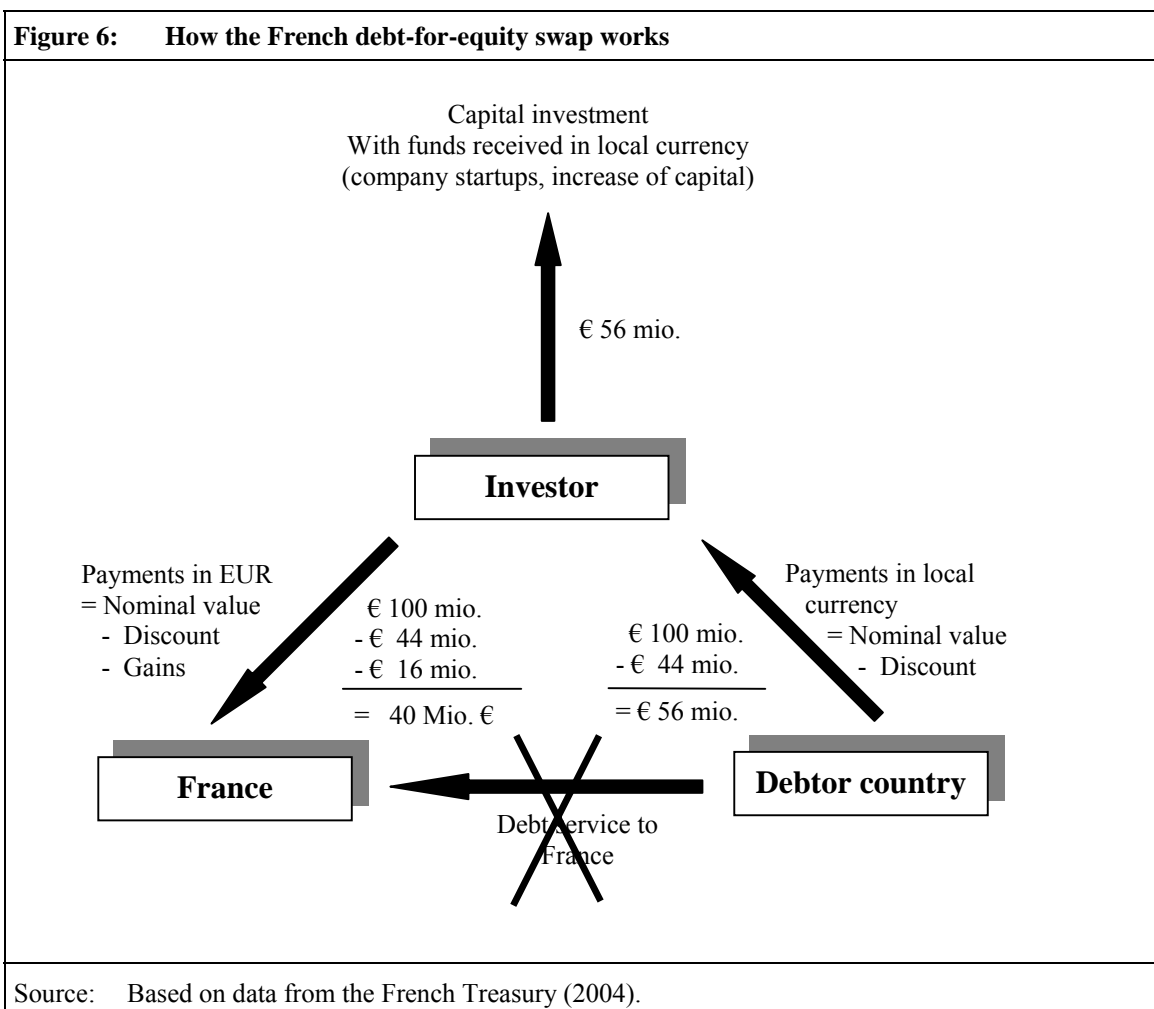 Figure 6: How the French debt-for-equity swap works
Capital investment
With funds received in local currency
(company startups, increase of capital)
€ 56 mio.
Investor
Payments in EUR
= Nominal value
- Discount
- Gains
€ 100 mio.
- € 44 mio.
- € 16 mio.
= 40 Mio. €
€ 100 mio.
- € 44 mio.
= € 56 mio.
Payments in local
currency
= Nominal value
- Discount
France
Debtor country
Debt service to
France
Source: Based on data from the French Treasury (2004).